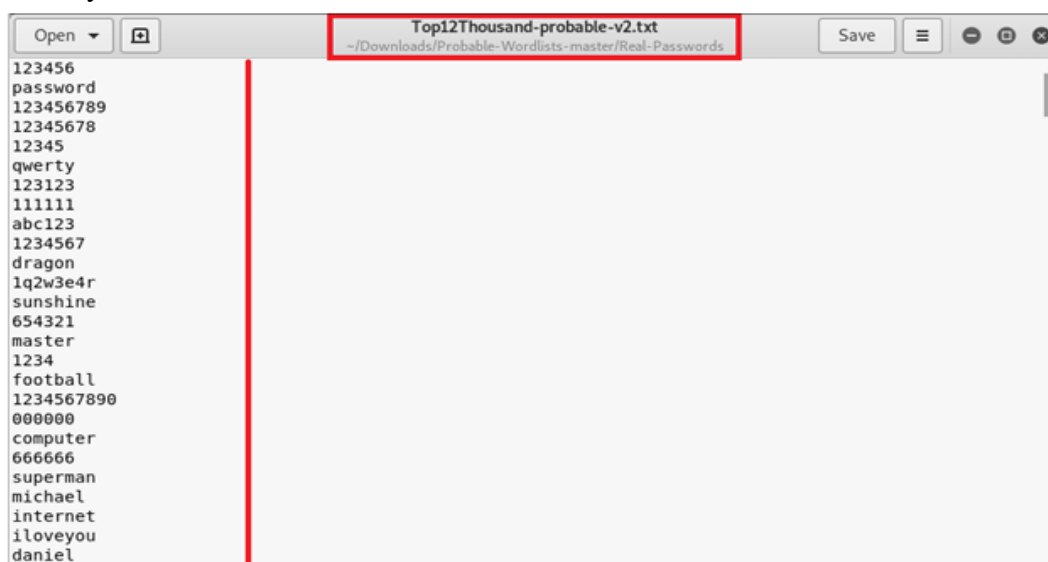 Open
Top12Thousand-probable-v2.txt
~/Downloads/Probable-Wordlists-master/Real-Passwords
Save
123456
password
123456789
12345678
12345
qwerty
123123
111111
abc123
1234567
dragon
1q2w3e4r
sunshine
654321
master
1234
football
1234567890
000000
computer
666666
superman
michael
internet
iloveyou
daniel